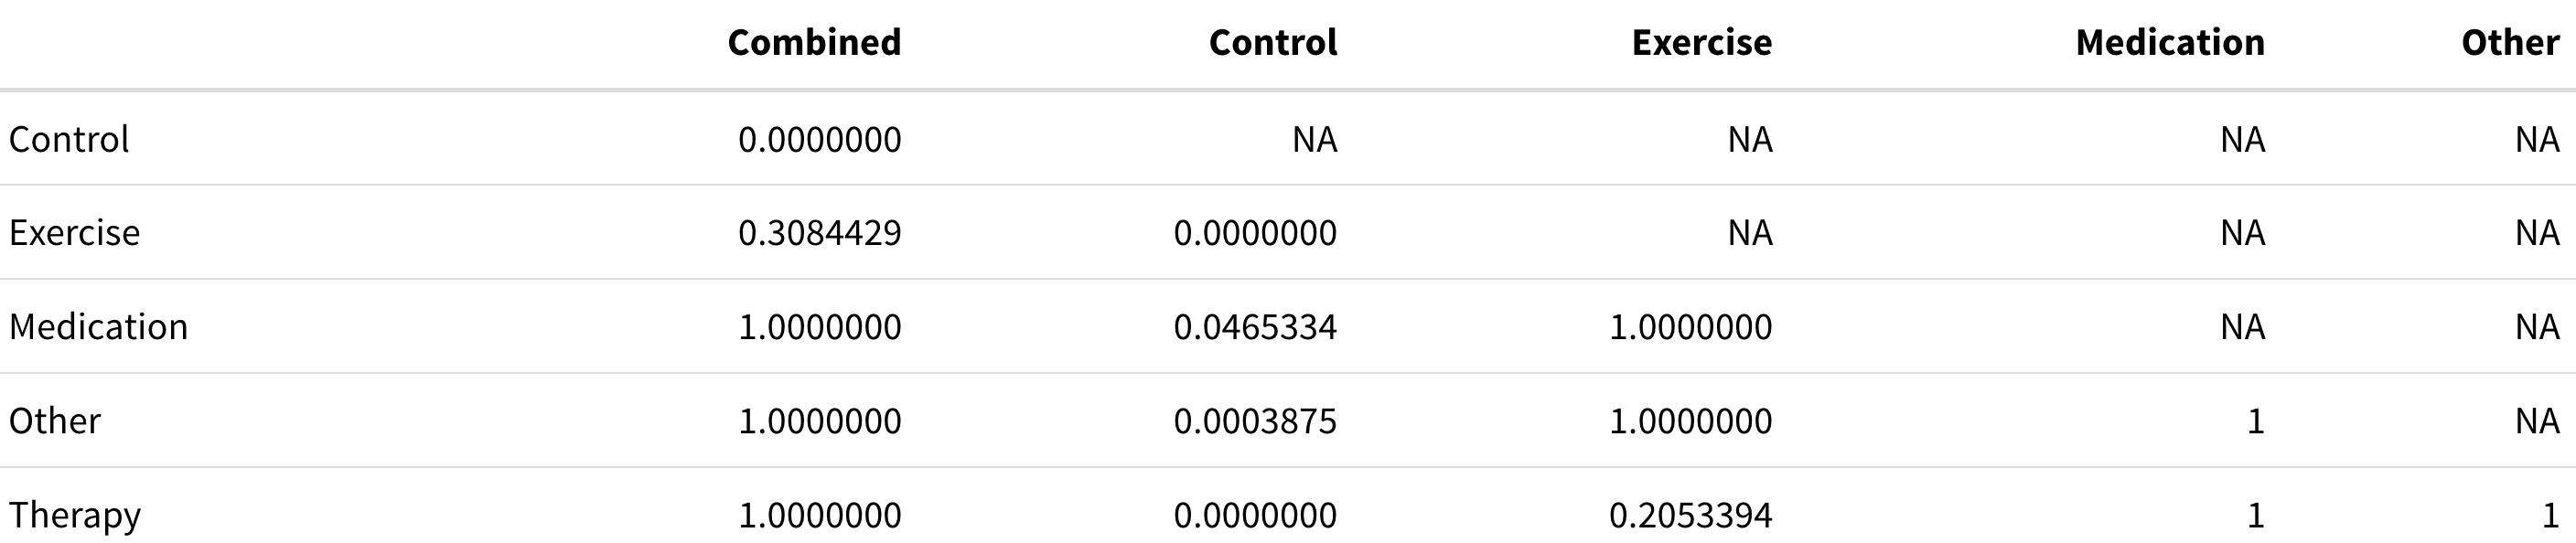 Combined Control Exercise Medication Other
Control 0.0000000 NA NA NA NA
Exercise 0.3084429 0.0000000 NA NA NA
Medication 1.0000000 0.0465334 1.0000000 NA NA
Other 1.0000000 0.0003875 1.0000000 1 NA
Therapy 1.0000000 0.0000000 0.2053394 1 1